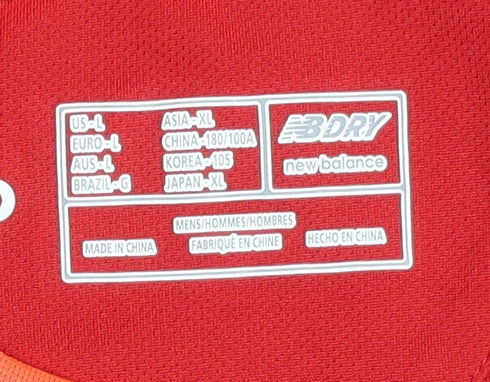 US-L
EURO-L
AUS-L
BRAZIL-G
ASIA-XL
CHINA-180/100A
KOREA-105
JAPAN-XL
NB DRY
new balance
MENS/HOMMES/HOMBRES
MADE IN CHINA
FABRIQUÉ EN CHINE
HECHO EN CHINA